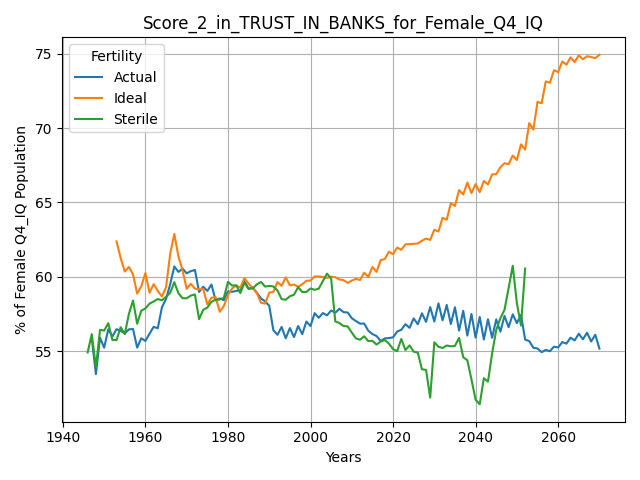 Score_2_in_TRUST_IN_BANKS_for_Female_Q4_IQ
Fertility
Actual
Ideal
Sterile
% of Female Q4_IQ Population
75
70
65
60
55
1940
1960
1980
2000
2020
2040
2060
Years